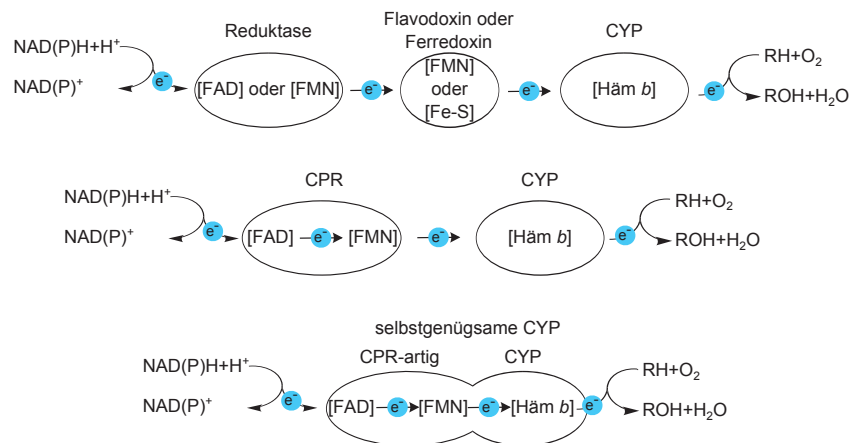 Reduktase
Flavodoxin oder
Ferredoxin
CYP
NAD(P)H+H⁺
NAD(P)⁺
e⁻
[FAD] oder [FMN]
e⁻
[FMN]
oder
[Fe-S]
e⁻
[Häm b]
e⁻
RH+O₂
ROH+H₂O
CPR
CYP
NAD(P)H+H⁺
NAD(P)⁺
e⁻
[FAD] e⁻ [FMN]
e⁻
[Häm b]
e⁻
RH+O₂
ROH+H₂O
selbstgenügsame CYP
CPR-artig
CYP
NAD(P)H+H⁺
NAD(P)⁺
e⁻
[FAD] e⁻ [FMN] e⁻ [Häm b] e⁻
RH+O₂
ROH+H₂O